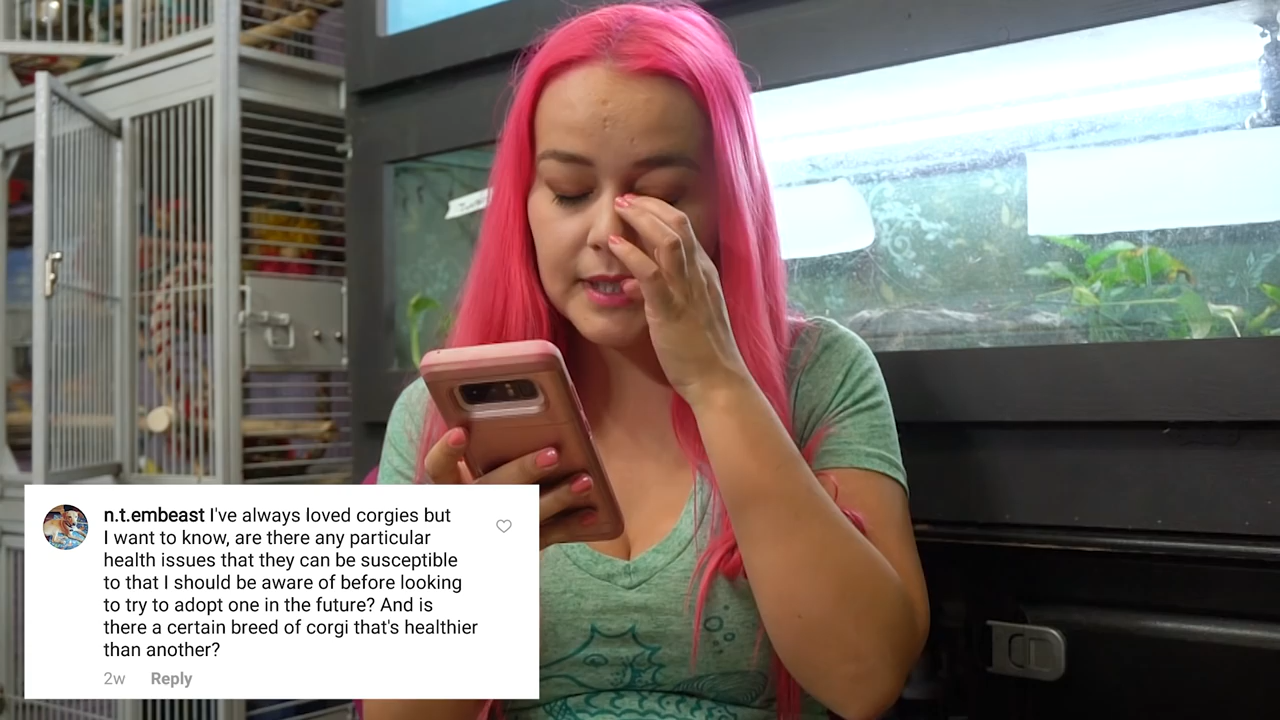 n.t.embeast I've always loved corgies but
I want to know, are there any particular
health issues that they can be susceptible
to that I should be aware of before looking
to try to adopt one in the future? And is
there a certain breed of corgi that's healthier
than another?
2w Reply